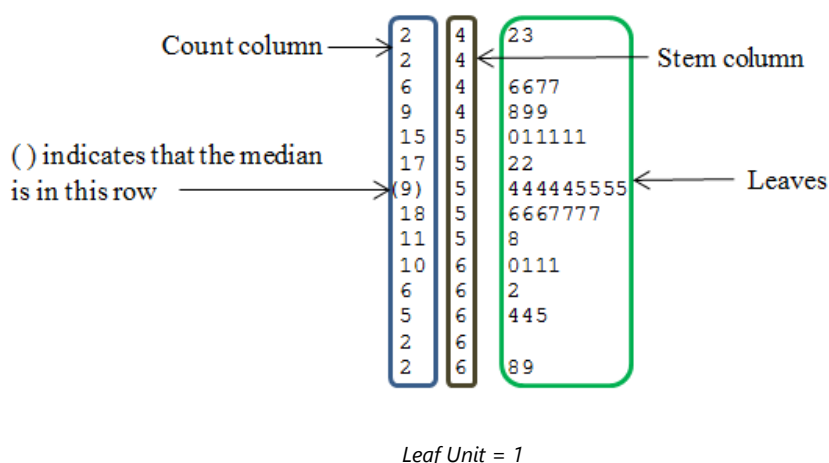 Count column
Stem column
( ) indicates that the median
is in this row
Leaves
2 4 23
2 4
6 4 6677
9 4 899
15 5 011111
17 5 22
(9) 5 444445555
18 5 6667777
11 5 8
10 6 0111
6 6 2
5 6 445
2 6
2 6 89
Leaf Unit = 1